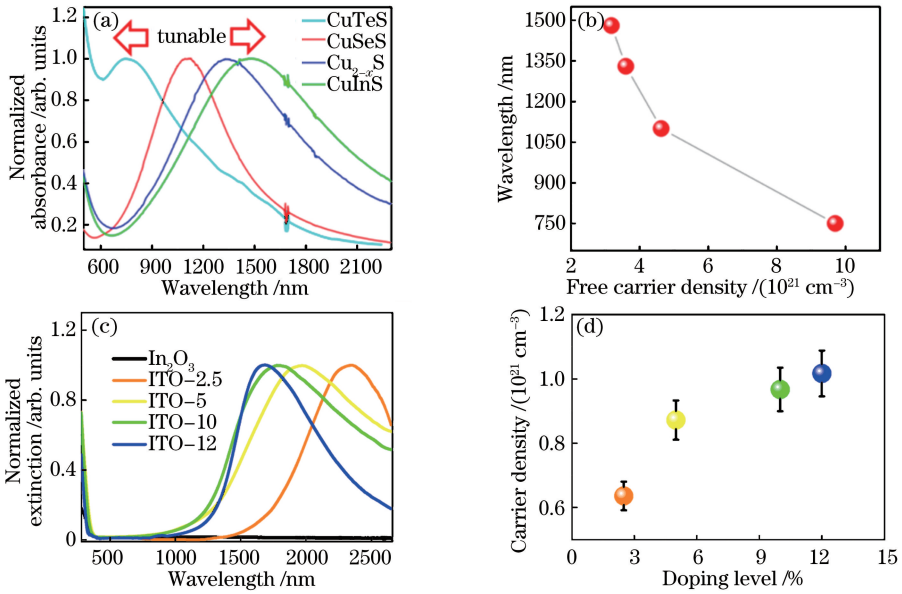 (a)
tunable
CuTeS
CuSeS
Cu2−xS
CuInS
1.2
1.0
0.8
0.6
0.4
0.2
600 900 1200 1500 1800 2100
Wavelength /nm
Normalized
absorbance /arb. units
(b)
1500
1350
1200
1050
900
750
2 4 6 8 10
Free carrier density /(10²¹ cm⁻³)
Wavelength /nm
(c)
In₂O₃
ITO−2.5
ITO−5
ITO−10
ITO−12
1.2
0.8
0.4
0
500 1000 1500 2000 2500
Wavelength /nm
Normalized
extinction /arb. units
(d)
1.2
1.0
0.8
0.6
0 3 6 9 12 15
Doping level /%
Carrier density /(10²¹ cm⁻³)